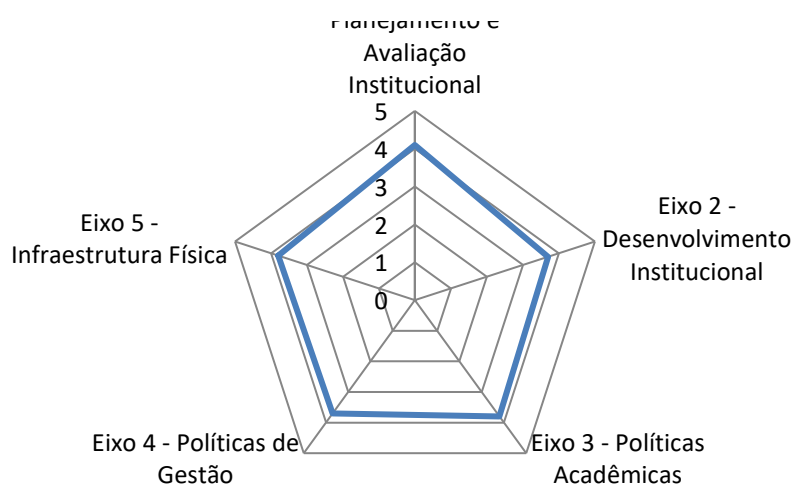 Planejamento e
Avaliação
Institucional
5
4
3
2
1
0
Eixo 2 -
Desenvolvimento
Institucional
Eixo 3 - Políticas
Acadêmicas
Eixo 4 - Políticas de
Gestão
Eixo 5 -
Infraestrutura Física